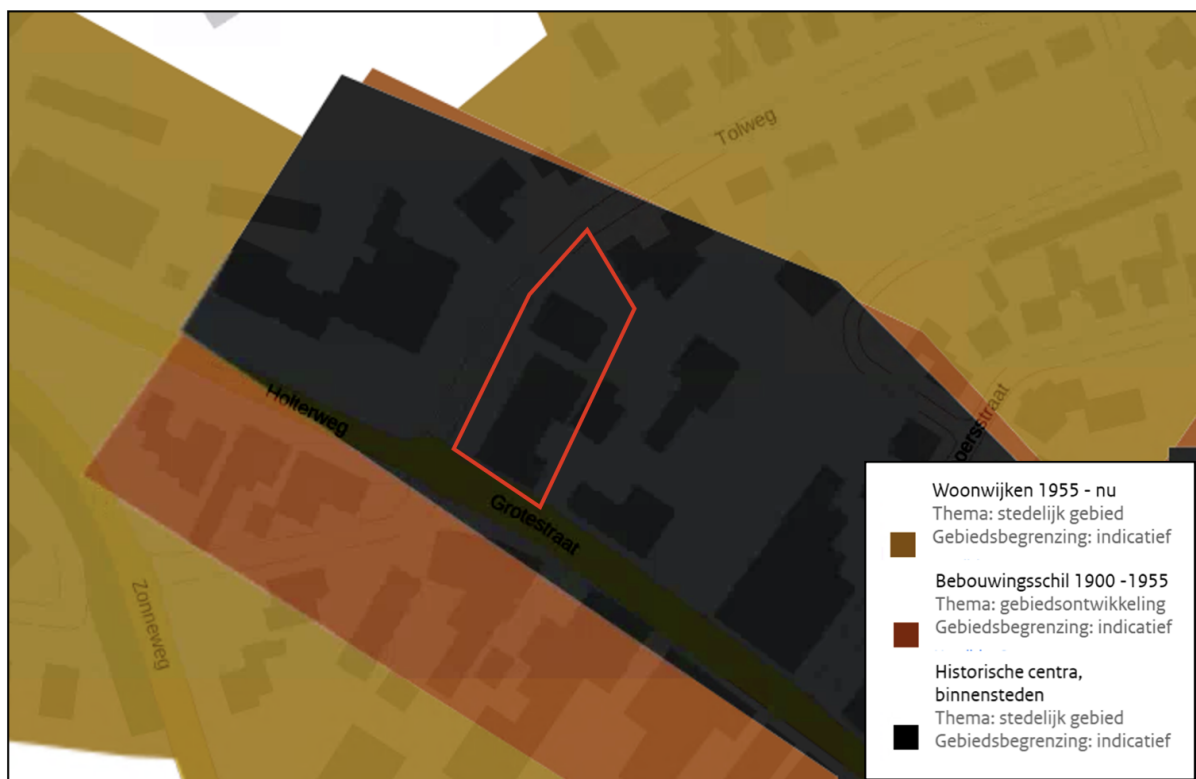 Tolweg
Holterweg
Grotestraat
oersstraat
Zonneweg
Woonwijken 1955 - nu
Thema: stedelijk gebied
Gebiedsbegrenzing: indicatief
Bebouwingsschil 1900 -1955
Thema: gebiedsontwikkeling
Gebiedsbegrenzing: indicatief
Historische centra,
binnensteden
Thema: stedelijk gebied
Gebiedsbegrenzing: indicatief